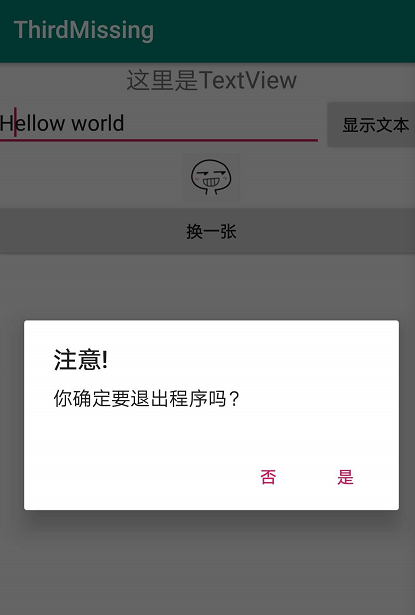 ThirdMissing
这里是TextView
Hellow world
显示文本
换一张
注意!
你确定要退出程序吗?
否 是